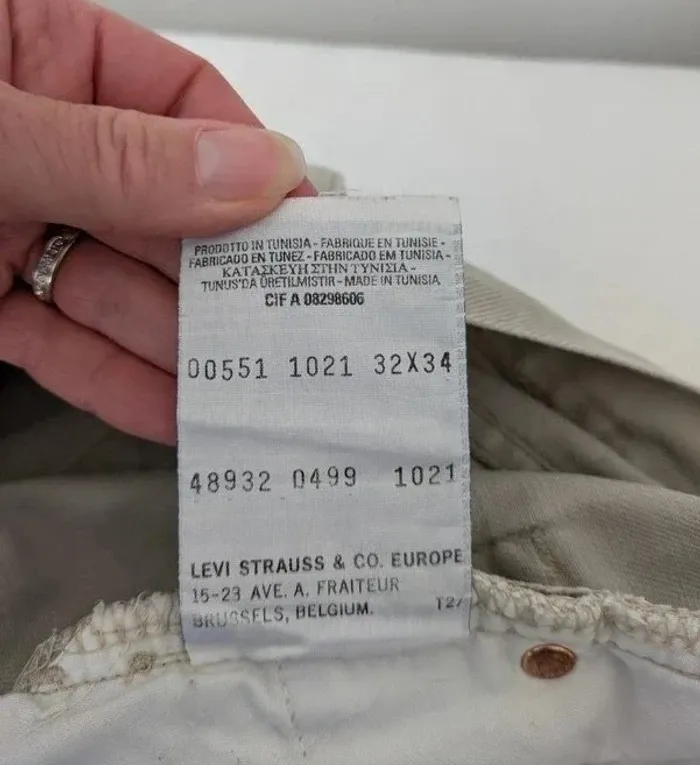 PRODOTTO IN TUNISIA - FABRIQUE EN TUNISIE -
FABRICADO EN TUNEZ - FABRICADO EM TUNISIA -
ΚΑΤΑΣΚΕΥΗ ΣΤΗΝ ΤΥΝΙΣΙΑ -
TUNUS'DA ÜRETILMISTIR - MADE IN TUNISIA
CIF A 08298606
00551 1021 32X34
48932 0499 1021
LEVI STRAUSS & CO. EUROPE
15-23 AVE. A. FRAITEUR
BRUSSELS, BELGIUM.